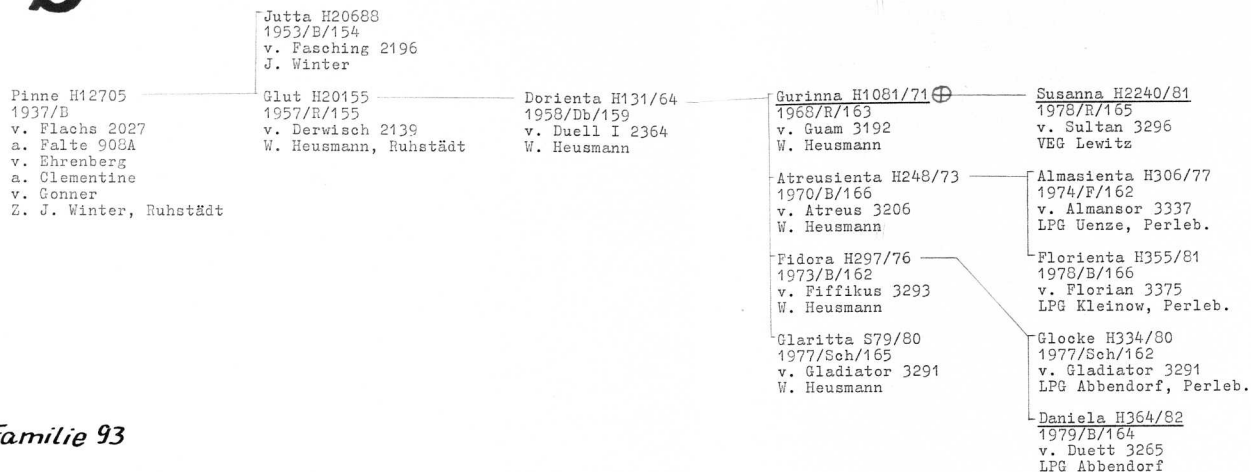 Jutta H20688
1953/B/154
v. Fasching 2196
J. Winter
Pinne H12705
1937/B
v. Flachs 2027
a. Falte 908A
v. Ehrenberg
a. Clementine
v. Gonner
Z. J. Winter, Ruhstädt
Glut H20155
1957/R/155
v. Derwisch 2139
W. Heusmann, Ruhstädt
Dorienta H131/64
1958/Db/159
v. Duell I 2364
W. Heusmann
Gurinna H1081/71
1968/R/163
v. Guam 3192
W. Heusmann
Susanna H2240/81
1978/R/165
v. Sultan 3296
VEG Lewitz
Atreusienta H248/73
1970/B/166
v. Atreus 3206
W. Heusmann
Almasienta H306/77
1974/F/162
v. Almansor 3337
LPG Uenze, Perleb.
Fidora H297/76
1973/B/162
v. Fiffikus 3293
W. Heusmann
Florienta H355/81
1978/B/166
v. Florian 3375
LPG Kleinow, Perleb.
Glaritta S79/80
1977/Sch/165
v. Gladiator 3291
W. Heusmann
Glocke H334/80
1977/Sch/162
v. Gladiator 3291
LPG Abbendorf, Perleb.
Daniela H364/82
1979/B/164
v. Duett 3265
LPG Abbendorf
Familie 93